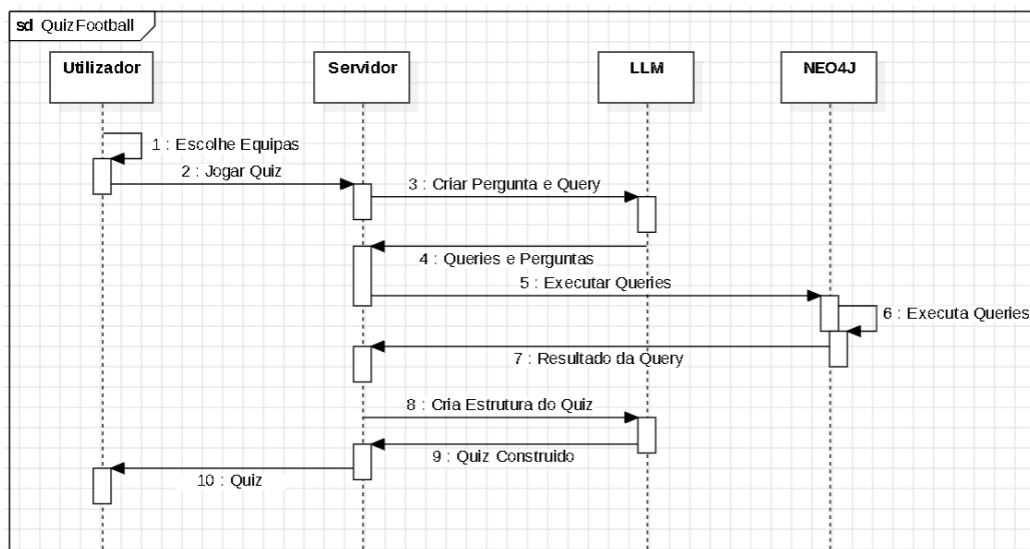 sd QuizFootball
Utilizador
Servidor
LLM
NEO4J
1 : Escolhe Equipas
2 : Jogar Quiz
3 : Criar Pergunta e Query
4 : Queries e Perguntas
5 : Executar Queries
6 : Executa Queries
7 : Resultado da Query
8 : Cria Estrutura do Quiz
9 : Quiz Construido
10 : Quiz